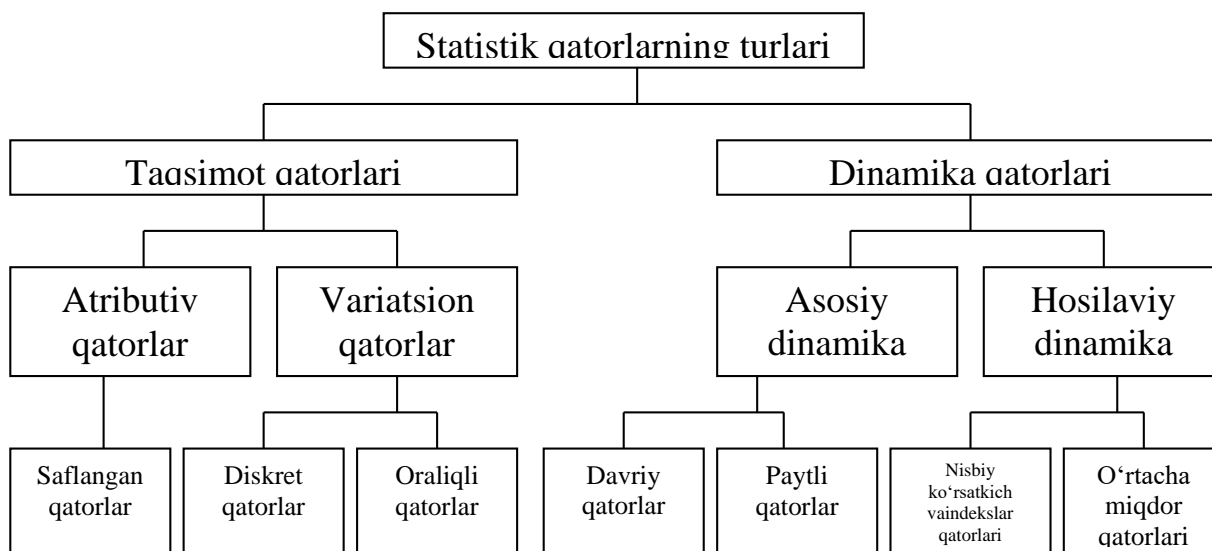 Statistik qatorlarning turlari
Taqsimot qatorlari
Dinamika qatorlari
Atributiv
qatorlar
Variatsion
qatorlar
Asosiy
dinamika
Hosilaviy
dinamika
Saflangan
qatorlar
Diskret
qatorlar
Oraliqli
qatorlar
Davriy
qatorlar
Paytli
qatorlar
Nisbiy
ko‘rsatkich
vaindekslar
qatorlari
O‘rtacha
miqdor
qatorlari